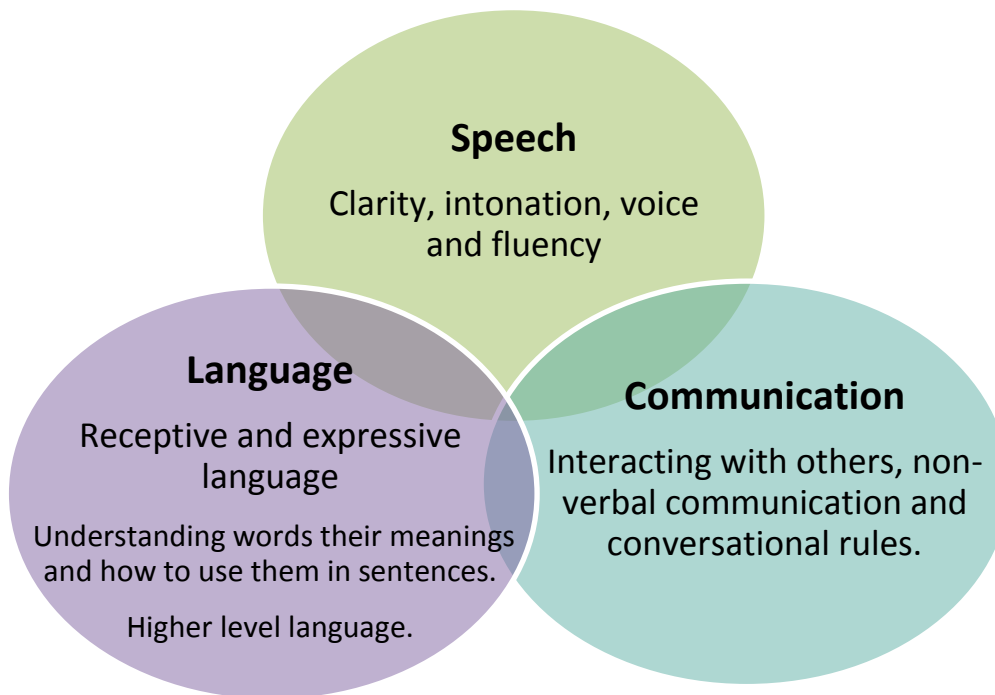 Speech
Clarity, intonation, voice
and fluency
Language
Receptive and expressive
language
Understanding words their meanings
and how to use them in sentences.
Higher level language.
Communication
Interacting with others, non-
verbal communication and
conversational rules.